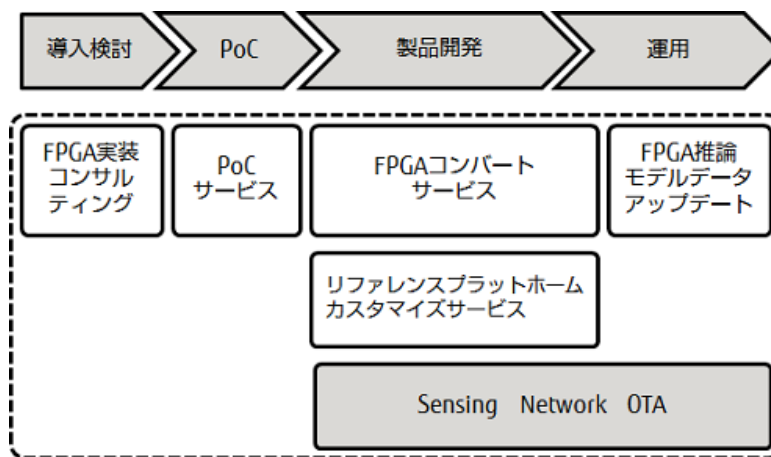 導入検討
PoC
製品開発
運用
FPGA実装
コンサル
ティング
PoC
サービス
FPGAコンバート
サービス
FPGA推論
モデルデータ
アップデート
リファレンスプラットホーム
カスタマイズサービス
Sensing Network OTA